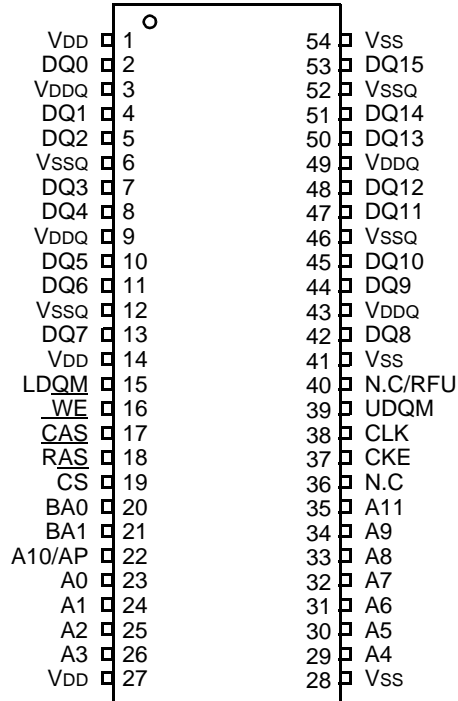 VDD 1 54 VSS
DQ0 2 53 DQ15
VDDQ 3 52 VSSQ
DQ1 4 51 DQ14
DQ2 5 50 DQ13
VSSQ 6 49 VDDQ
DQ3 7 48 DQ12
DQ4 8 47 DQ11
VDDQ 9 46 VSSQ
DQ5 10 45 DQ10
DQ6 11 44 DQ9
VSSQ 12 43 VDDQ
DQ7 13 42 DQ8
VDD 14 41 VSS
LDQM 15 40 N.C/RFU
WE 16 39 UDQM
CAS 17 38 CLK
RAS 18 37 CKE
CS 19 36 N.C
BA0 20 35 A11
BA1 21 34 A9
A10/AP 22 33 A8
A0 23 32 A7
A1 24 31 A6
A2 25 30 A5
A3 26 29 A4
VDD 27 28 VSS